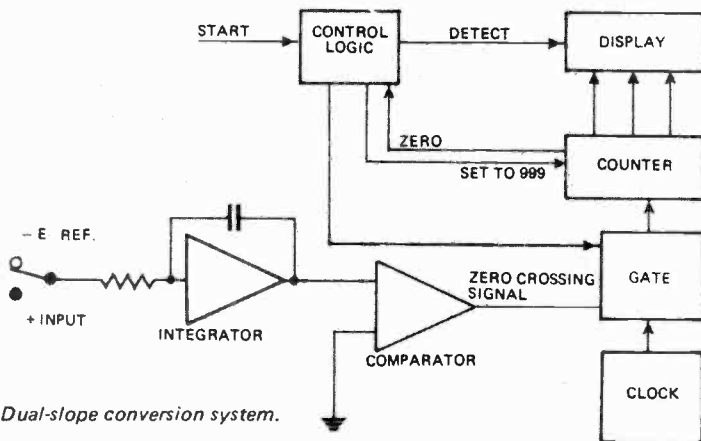 START
CONTROL
LOGIC
DETECT
DISPLAY
ZERO
SET TO 999
COUNTER
– E REF.
+ INPUT
INTEGRATOR
COMPARATOR
ZERO CROSSING
SIGNAL
GATE
CLOCK
Dual-slope conversion system.